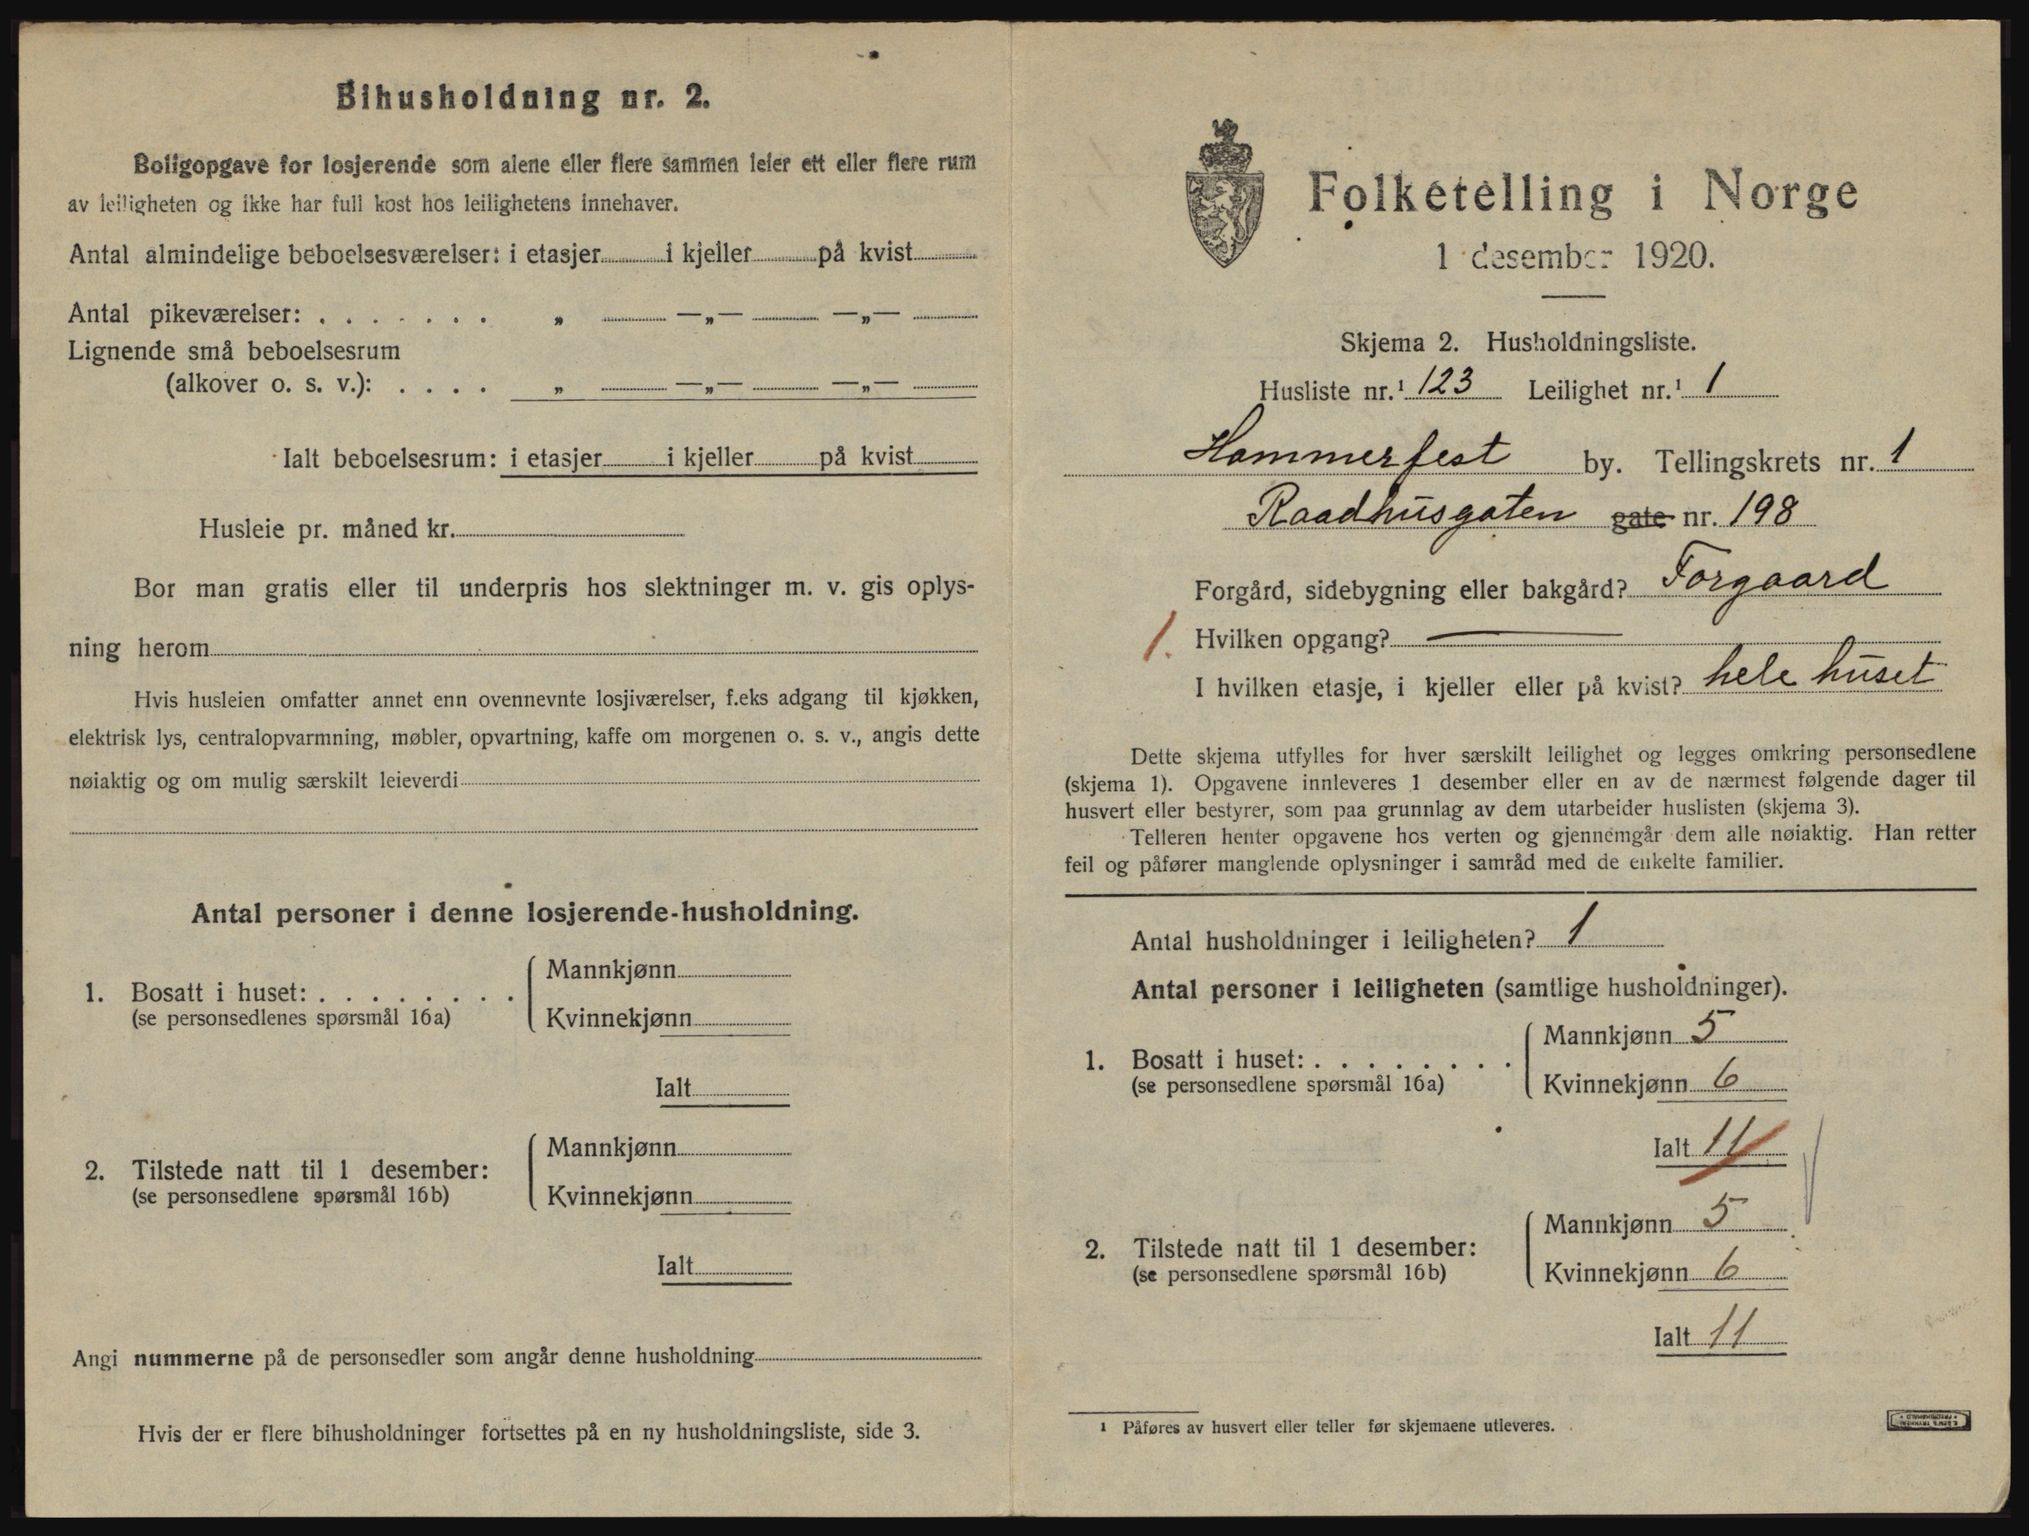 Bihusholdning nr. 2.
Boligopgave for losjerende som alene eller flere sammen leier ett eller flere rum
av leiligheten og ikke har full kost hos leilighetens innehaver.
Antal almindelige beboelsesværelser: i etasjer i kjeller på kvist
Antal pikeværelser: . . . . . . . „ —„— —„—
Lignende små beboelsesrum
(alkover o. s. v.): . . . . „ —„— —„—
Ialt beboelsesrum: i etasjer i kjeller på kvist
Husleie pr. måned kr.
Bor man gratis eller til underpris hos slektninger m. v. gis oplys-
ning herom
Hvis husleien omfatter annet enn ovennevnte losjiværelser, f.eks adgang til kjøkken,
elektrisk lys, centralopvarmning, møbler, opvartning, kaffe om morgenen o. s. v., angis dette
nøiaktig og om mulig særskilt leieverdi
Antal personer i denne losjerende-husholdning.
1. Bosatt i huset: . . . . . . . .
(se personsedlenes spørsmål 16a)
Mannkjønn
Kvinnekjønn
Ialt
2. Tilstede natt til 1 desember:
(se personsedlene spørsmål 16b)
Mannkjønn
Kvinnekjønn
Ialt
Angi nummerne på de personsedler som angår denne husholdning
Hvis der er flere bihusholdninger fortsettes på en ny husholdningsliste, side 3.
Folketelling i Norge
1 desember 1920.
Skjema 2. Husholdningsliste.
Husliste nr.¹ 123 Leilighet nr.¹ 1
Hammerfest by. Tellingskrets nr. 1
Raadhusgaten gate nr. 198
Forgård, sidebygning eller bakgård? Forgaard
1. Hvilken opgang? —
I hvilken etasje, i kjeller eller på kvist? hele huset
Dette skjema utfylles for hver særskilt leilighet og legges omkring personsedlene
(skjema 1). Opgavene innleveres 1 desember eller en av de nærmest følgende dager til
husvert eller bestyrer, som paa grunnlag av dem utarbeider huslisten (skjema 3).
Telleren henter opgavene hos verten og gjennemgår dem alle nøiaktig. Han retter
feil og påfører manglende oplysninger i samråd med de enkelte familier.
Antal husholdninger i leiligheten? 1
Antal personer i leiligheten (samtlige husholdninger).
1. Bosatt i huset: . . . . . . . .
(se personsedlene spørsmål 16a)
Mannkjønn 5
Kvinnekjønn 6
Ialt 11
2. Tilstede natt til 1 desember:
(se personsedlene spørsmål 16b)
Mannkjønn 5
Kvinnekjønn 6
Ialt 11
¹ Påføres av husvert eller teller før skjemaene utleveres.